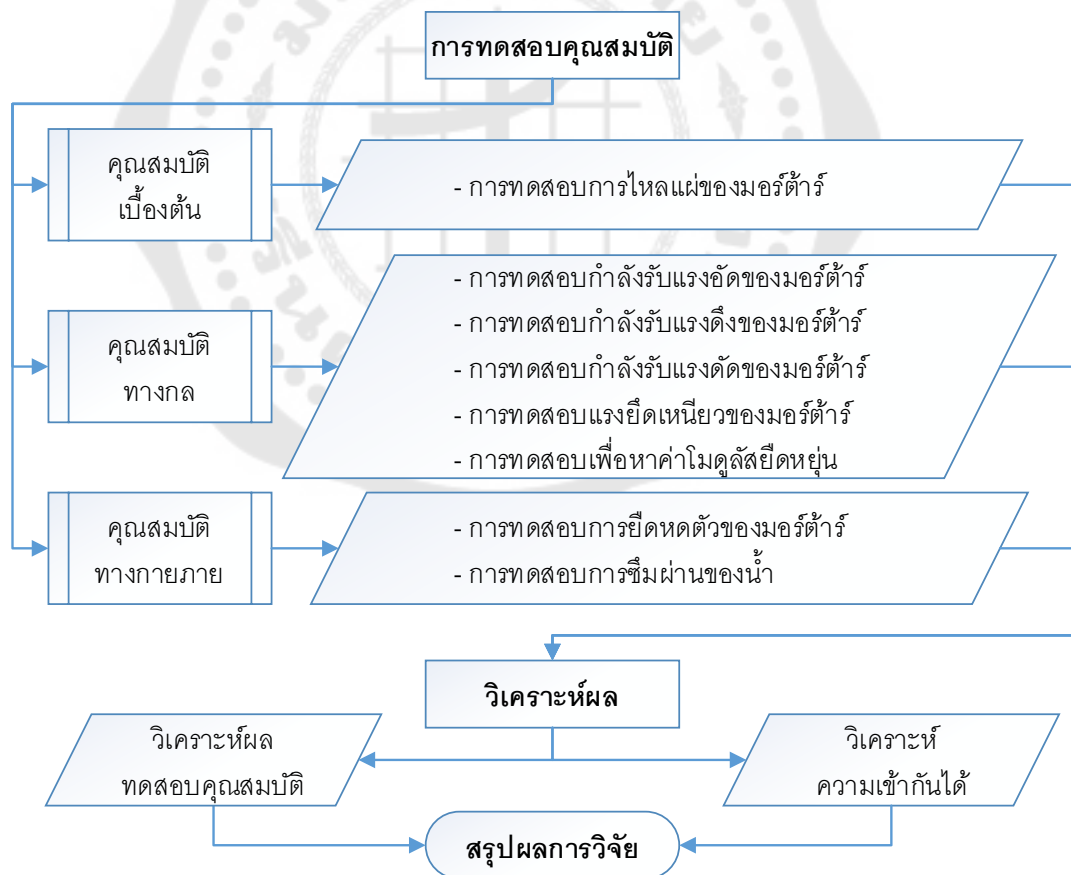 การทดสอบคุณสมบัติ
คุณสมบัติ
เบื้องต้น
- การทดสอบการไหลแผ่ของมอร์ต้าร์
คุณสมบัติ
ทางกล
- การทดสอบกำลังรับแรงอัดของมอร์ต้าร์
- การทดสอบกำลังรับแรงดึงของมอร์ต้าร์
- การทดสอบกำลังรับแรงดัดของมอร์ต้าร์
- การทดสอบแรงยึดเหนียวของมอร์ต้าร์
- การทดสอบเพื่อหาค่าโมดูลัสยืดหยุ่น
คุณสมบัติ
ทางกายภาย
- การทดสอบการยืดหดตัวของมอร์ต้าร์
- การทดสอบการซึมผ่านของน้ำ
วิเคราะห์ผล
วิเคราะห์ผล
ทดสอบคุณสมบัติ
วิเคราะห์
ความเข้ากันได้
สรุปผลการวิจัย